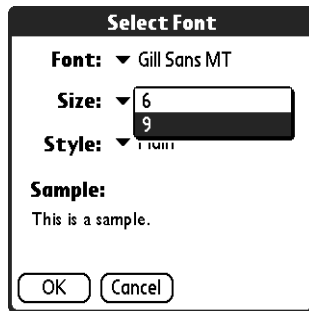 Select Font
Font: Gill Sans MT
Size: 6
9
Style:
Sample:
This is a sample.
OK Cancel